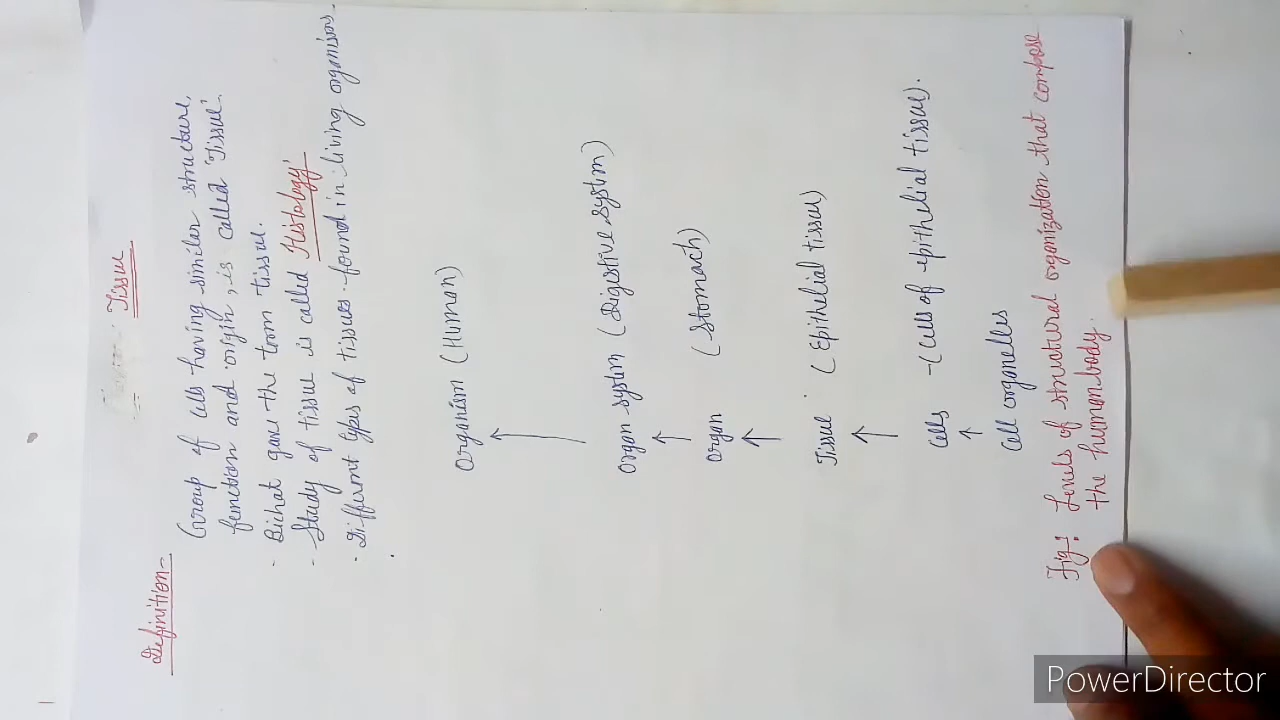 Tissue
Definition-
Group of cells having similar structure,
function and origin, is called 'Tissue'.
- Bichat gave the trom tissue.
- Study of tissue is called 'Histology'
- Different types of tissues found in living organisms.
Organism (Human)
Organ system (Digestive system)
Organ (Stomach)
Tissue (Epithelial tissue)
Cells - (Cells of epithelial tissue).
Cell organelles
Fig:1 Levels of structural organization that compose
the human body.
PowerDirector